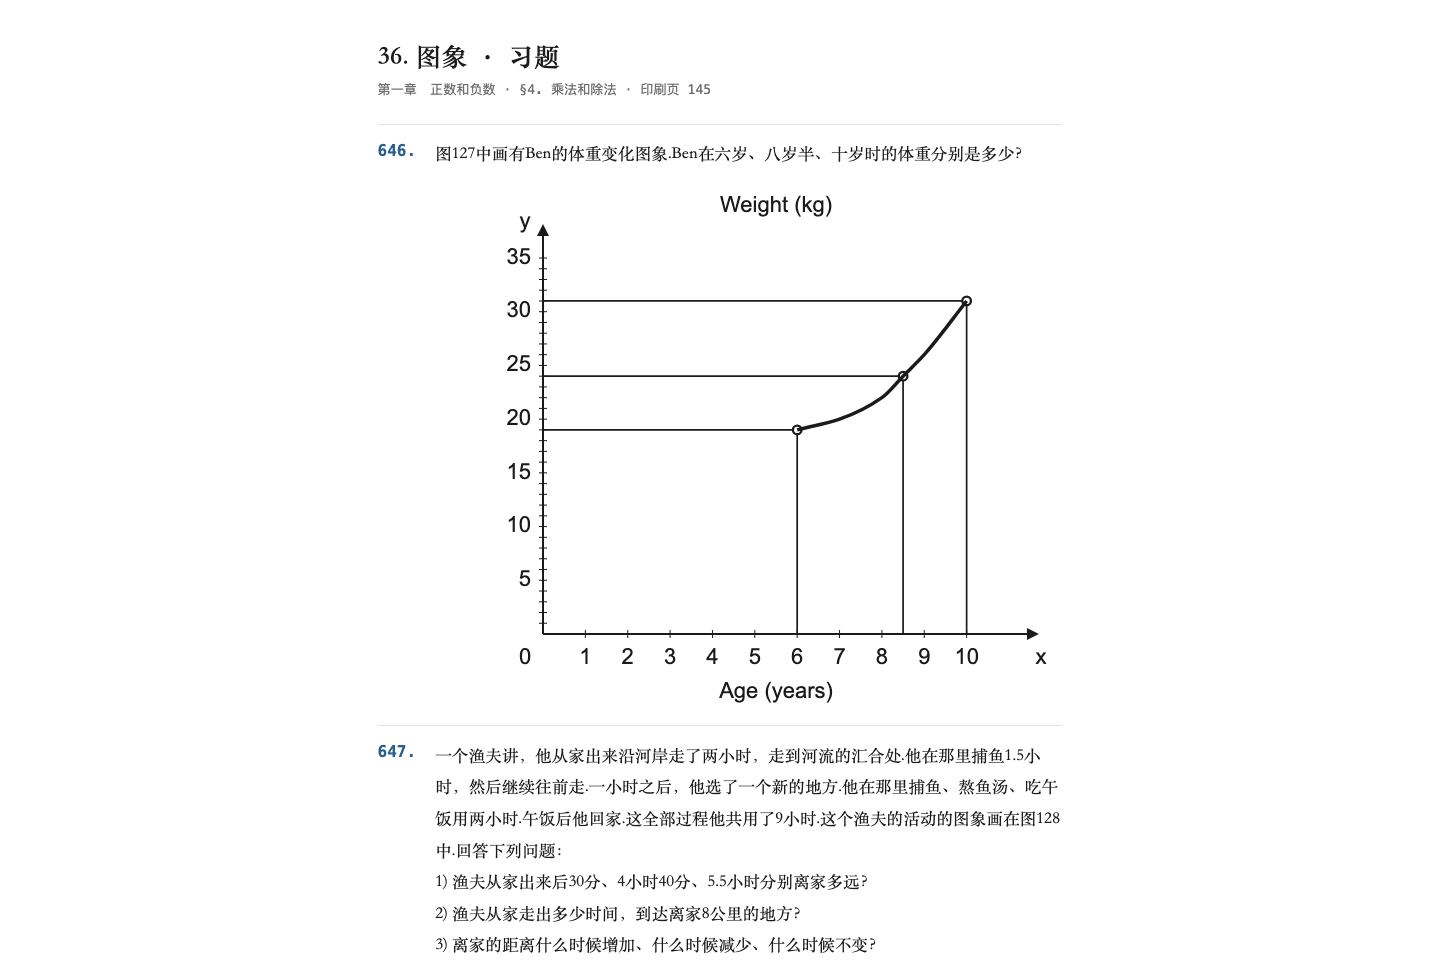 36. 图象 · 习题
第一章 正数和负数 · §4. 乘法和除法 · 印刷页 145
646. 图127中画有Ben的体重变化图象.Ben在六岁、八岁半、十岁时的体重分别是多少?
Weight (kg)
y
35
30
25
20
15
10
5
0 1 2 3 4 5 6 7 8 9 10 x
Age (years)
647. 一个渔夫讲，他从家出来沿河岸走了两小时，走到河流的汇合处.他在那里捕鱼1.5小
时，然后继续往前走.一小时之后，他选了一个新的地方.他在那里捕鱼、熬鱼汤、吃午
饭用两小时.午饭后他回家.这全部过程他共用了9小时.这个渔夫的活动的图象画在图128
中.回答下列问题：
1) 渔夫从家出来后30分、4小时40分、5.5小时分别离家多远?
2) 渔夫从家走出多少时间，到达离家8公里的地方?
3) 离家的距离什么时候增加、什么时候减少、什么时候不变?